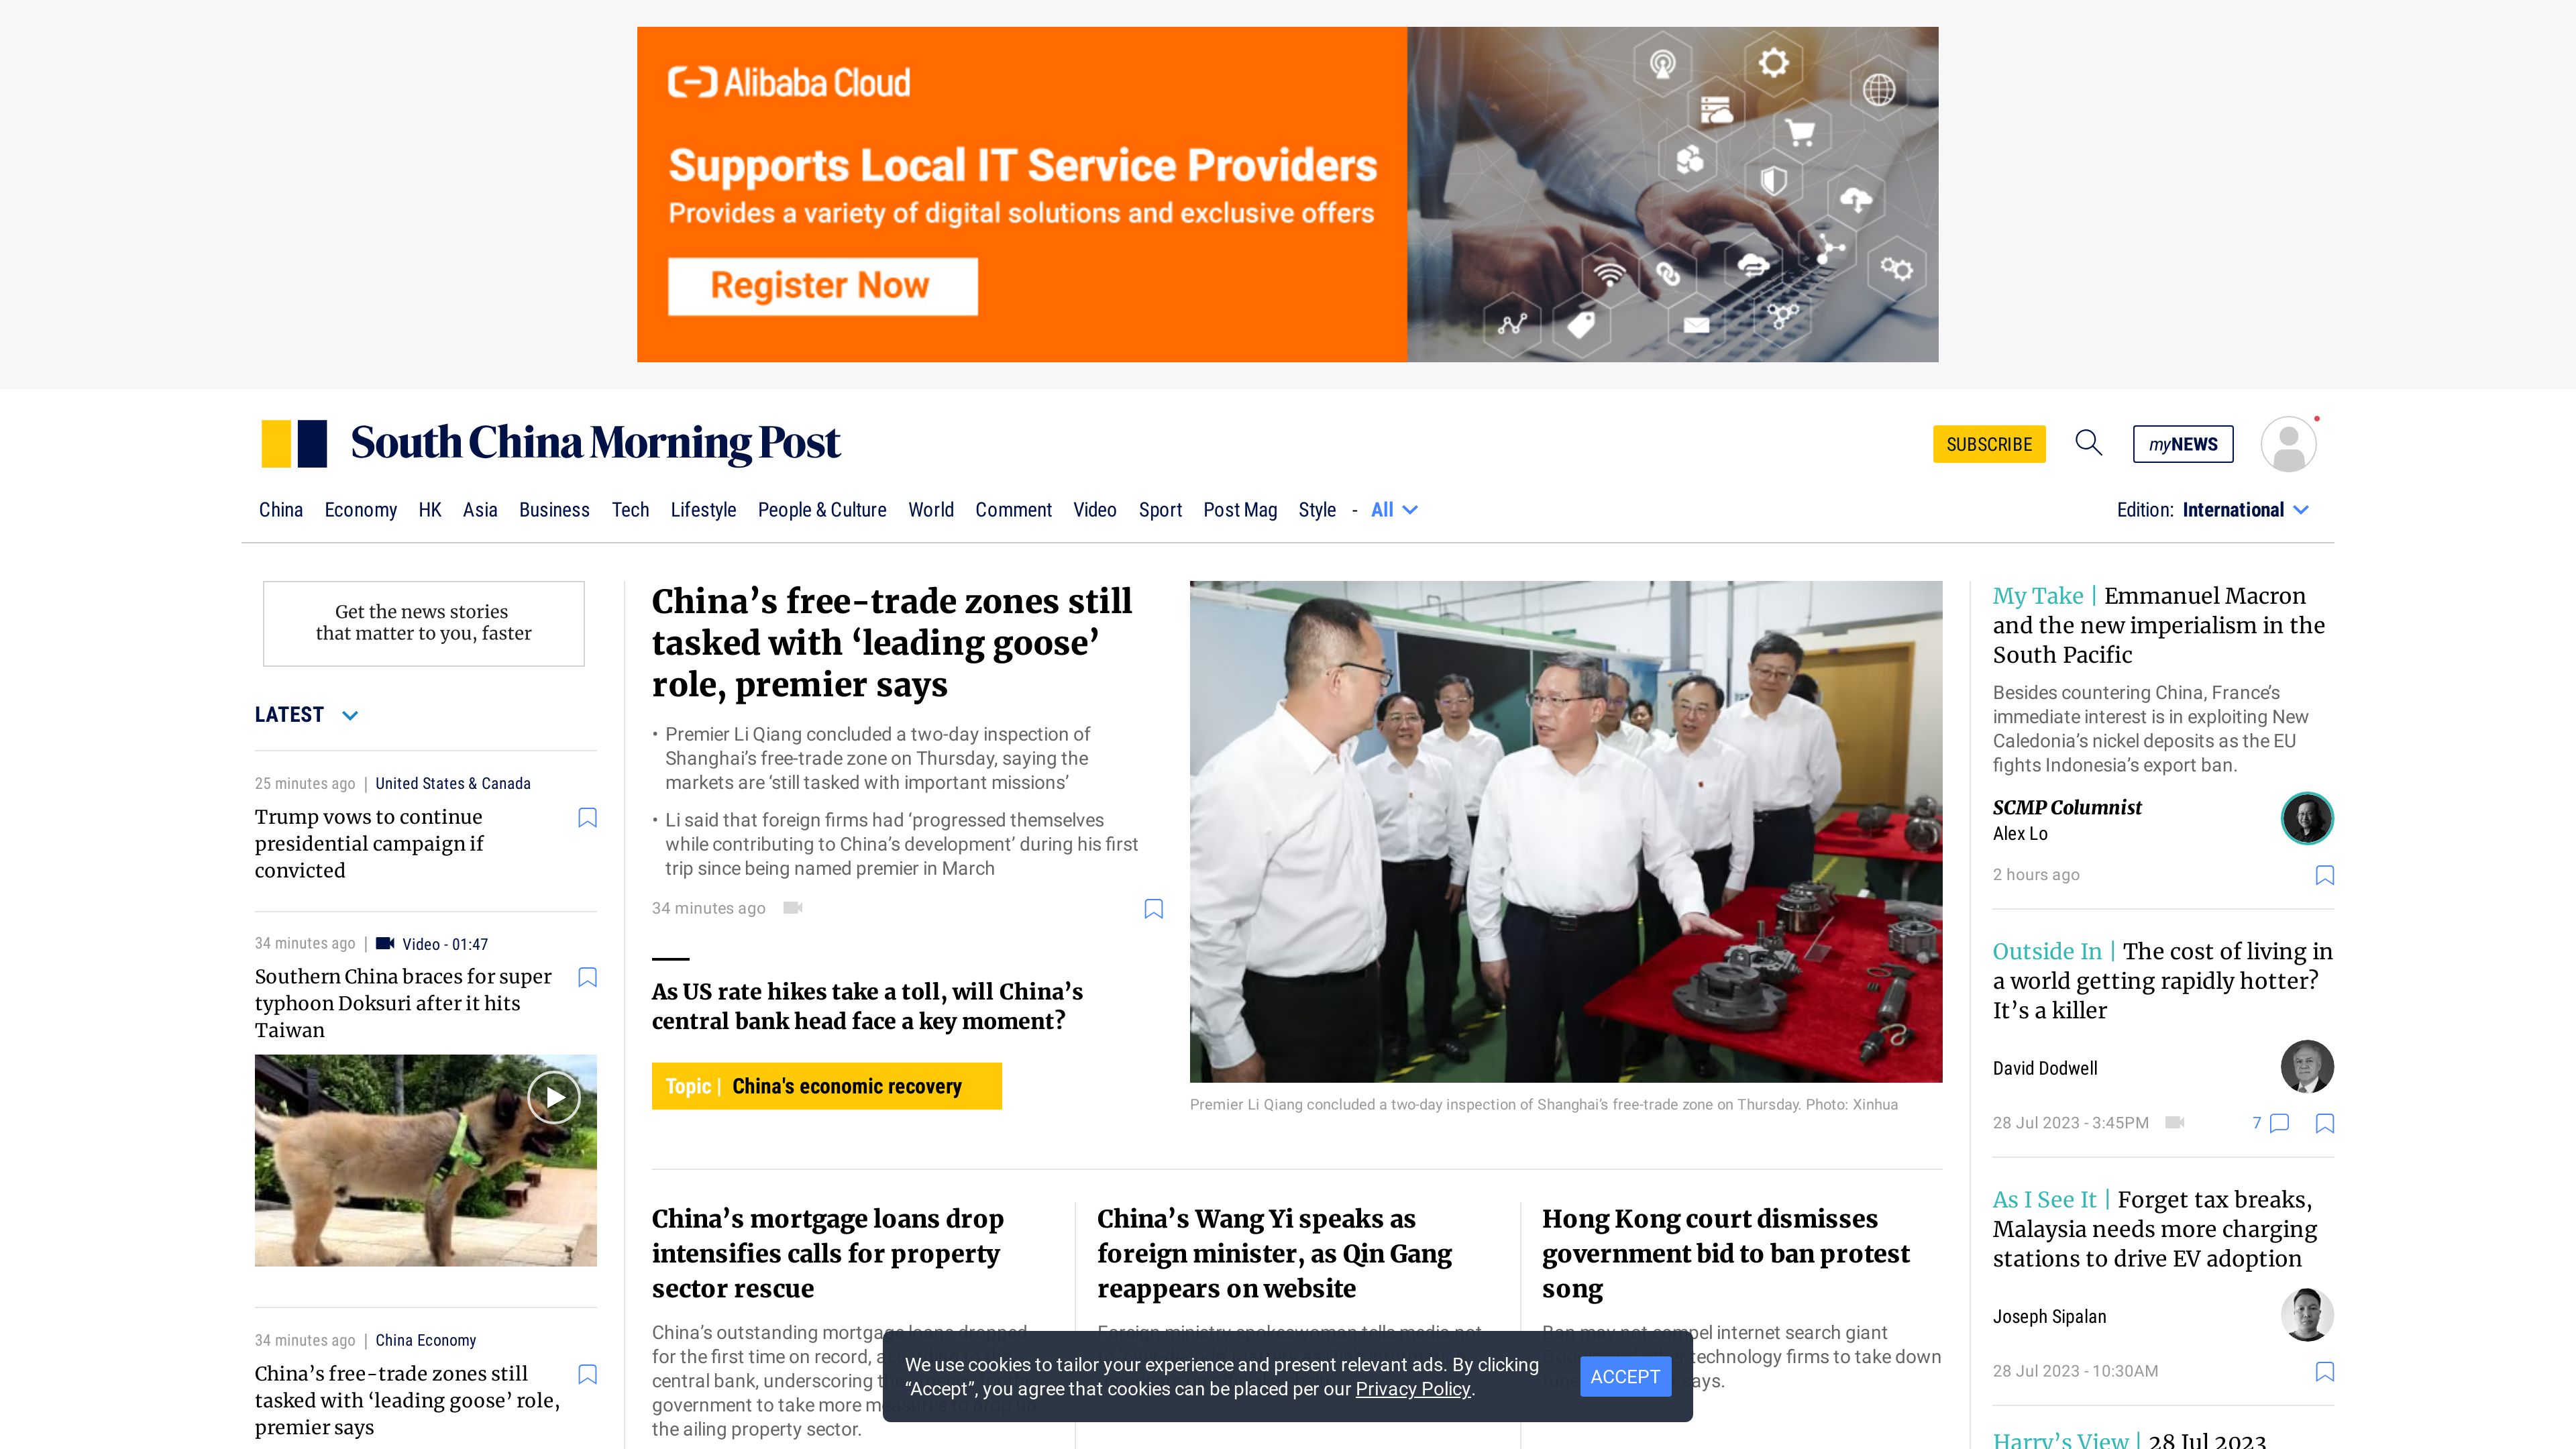 Alibaba Cloud
Supports Local IT Service Providers
Provides a variety of digital solutions and exclusive offers
Register Now
South China Morning Post
SUBSCRIBE
myNEWS
China Economy HK Asia Business Tech Lifestyle People & Culture World Comment Video Sport Post Mag Style - All
Edition: International
Get the news stories
that matter to you, faster
LATEST
25 minutes ago | United States & Canada
Trump vows to continue
presidential campaign if
convicted
34 minutes ago | Video - 01:47
Southern China braces for super
typhoon Doksuri after it hits
Taiwan
34 minutes ago | China Economy
China’s free-trade zones still
tasked with ‘leading goose’ role,
premier says
China’s free-trade zones still
tasked with ‘leading goose’
role, premier says
• Premier Li Qiang concluded a two-day inspection of
Shanghai’s free-trade zone on Thursday, saying the
markets are ‘still tasked with important missions’
• Li said that foreign firms had ‘progressed themselves
while contributing to China’s development’ during his first
trip since being named premier in March
34 minutes ago
As US rate hikes take a toll, will China’s
central bank head face a key moment?
Topic | China's economic recovery
Premier Li Qiang concluded a two-day inspection of Shanghai’s free-trade zone on Thursday. Photo: Xinhua
China’s mortgage loans drop
intensifies calls for property
sector rescue
China’s outstanding mortgage loans dropped
for the first time on record,
central bank, underscoring
government to take more measures to prop up
the ailing property sector.
China’s Wang Yi speaks as
foreign minister, as Qin Gang
reappears on website
Foreign ministry spokeswoman tells media not
Hong Kong court dismisses
government bid to ban protest
song
Ban may not compel internet search giant
technology firms to take down
says.
We use cookies to tailor your experience and present relevant ads. By clicking
“Accept”, you agree that cookies can be placed per our Privacy Policy.
ACCEPT
My Take | Emmanuel Macron
and the new imperialism in the
South Pacific
Besides countering China, France’s
immediate interest is in exploiting New
Caledonia’s nickel deposits as the EU
fights Indonesia’s export ban.
SCMP Columnist
Alex Lo
2 hours ago
Outside In | The cost of living in
a world getting rapidly hotter?
It’s a killer
David Dodwell
28 Jul 2023 - 3:45PM
7
As I See It | Forget tax breaks,
Malaysia needs more charging
stations to drive EV adoption
Joseph Sipalan
28 Jul 2023 - 10:30AM
Harry’s View | 28 Jul 2023